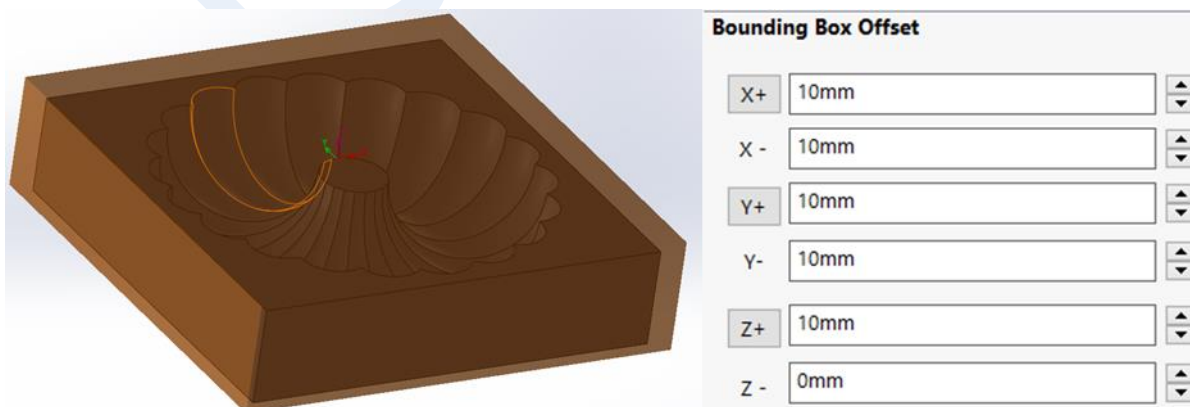 Bounding Box Offset
X+ 10mm
X - 10mm
Y+ 10mm
Y- 10mm
Z+ 10mm
Z - 0mm